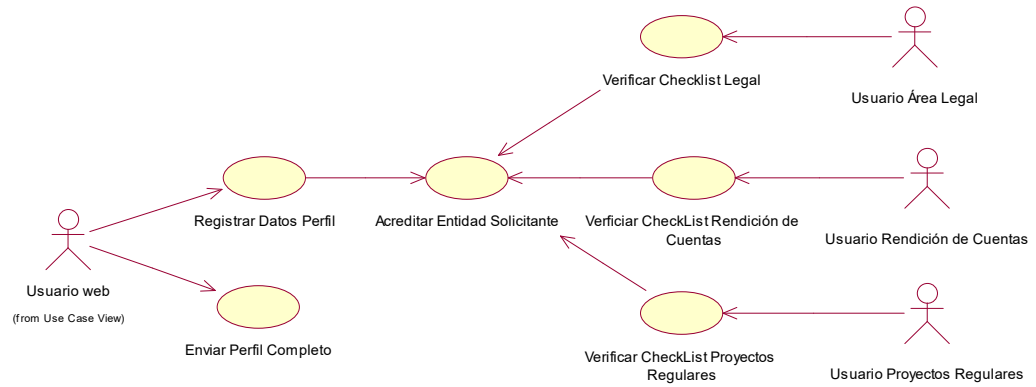 Verificar Checklist Legal
Usuario Área Legal
Registrar Datos Perfil
Acreditar Entidad Solicitante
Verficiar CheckList Rendición de
Cuentas
Usuario Rendición de Cuentas
Usuario web
(from Use Case View)
Enviar Perfil Completo
Verificar CheckList Proyectos
Regulares
Usuario Proyectos Regulares